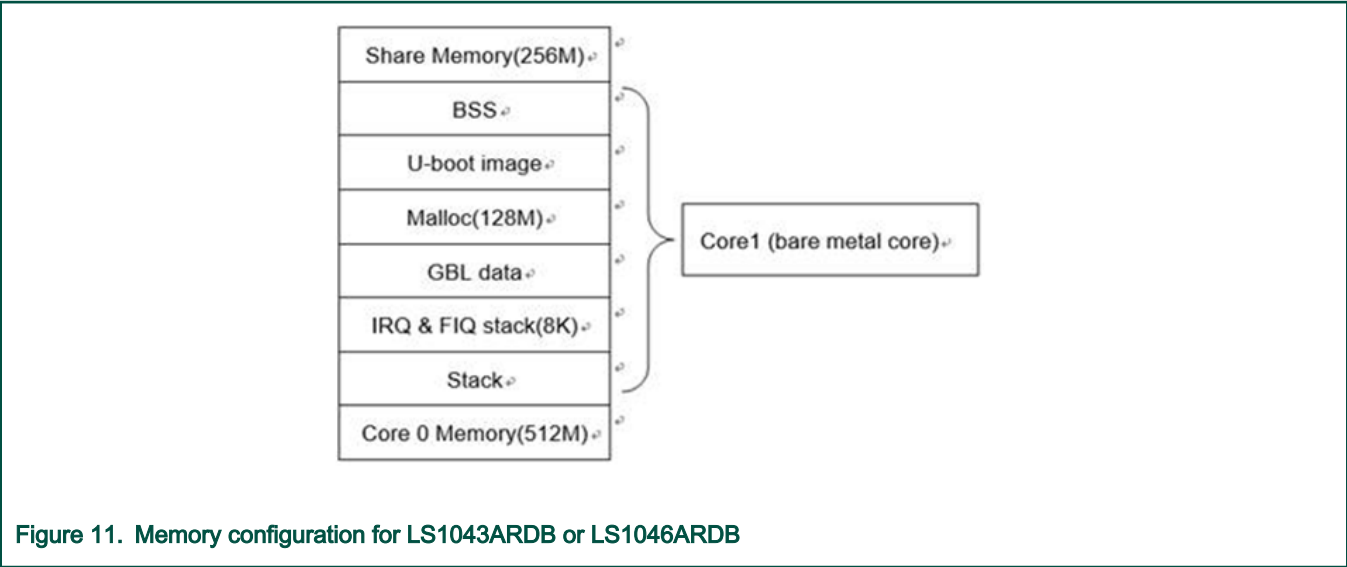 Share Memory(256M)
BSS
U-boot image
Malloc(128M)
GBL data
IRQ & FIQ stack(8K)
Stack
Core 0 Memory(512M)
Core1 (bare metal core)
Figure 11. Memory configuration for LS1043ARDB or LS1046ARDB